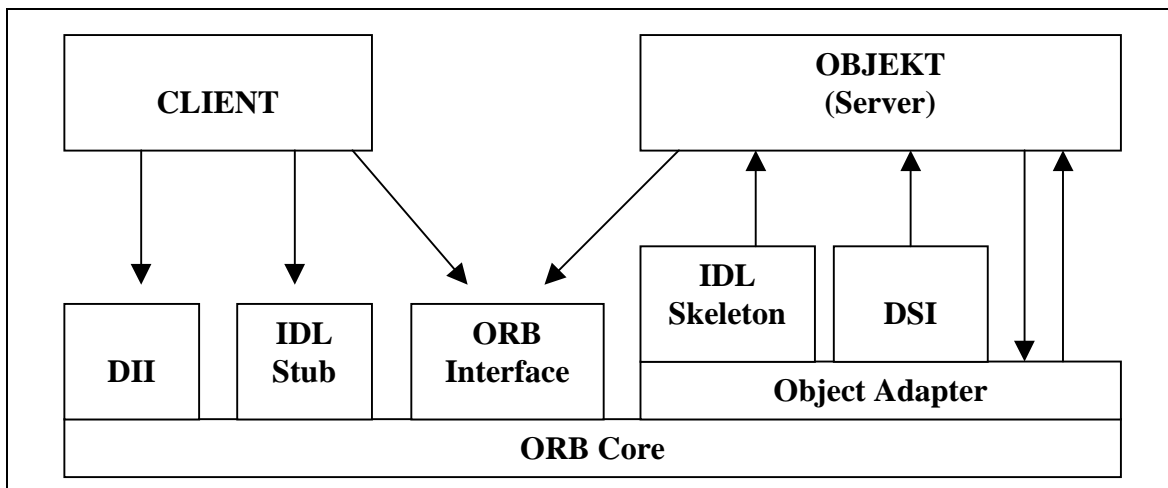 CLIENT
OBJEKT
(Server)
DII
IDL
Stub
ORB
Interface
IDL
Skeleton
DSI
Object Adapter
ORB Core